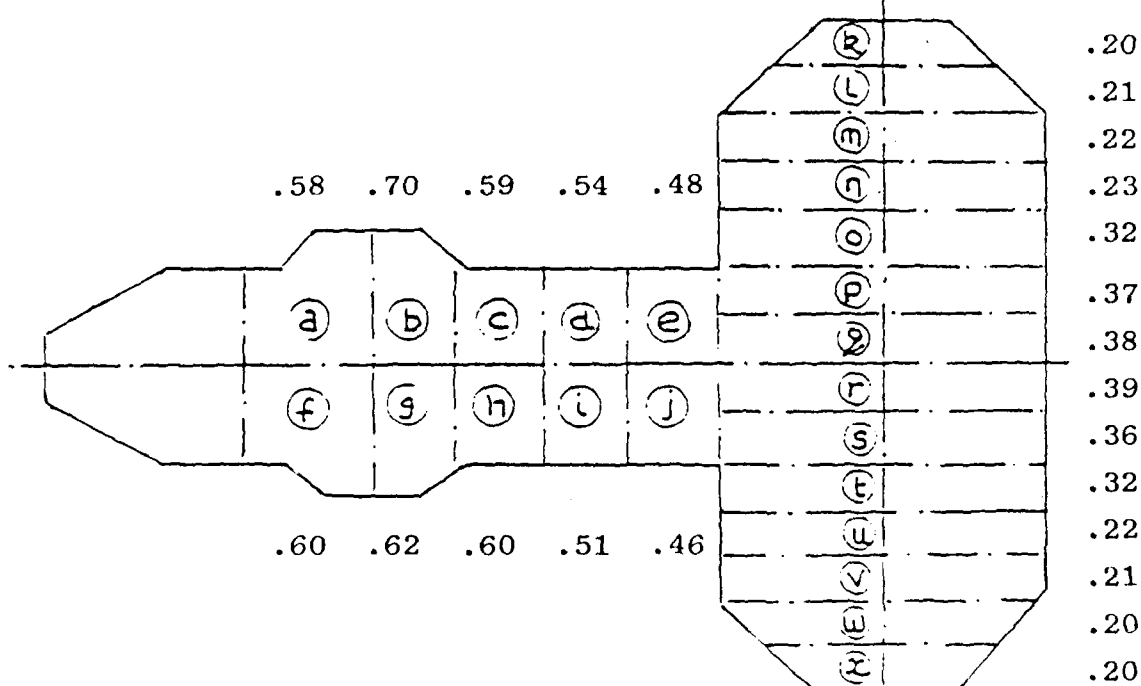 k .20
L .21
m .22
n .23
.58 .70 .59 .54 .48
o .32
p .37
a b c d e
q .38
r .39
f g h i j
s .36
t .32
u .22
.60 .62 .60 .51 .46
v .21
.20
x .20